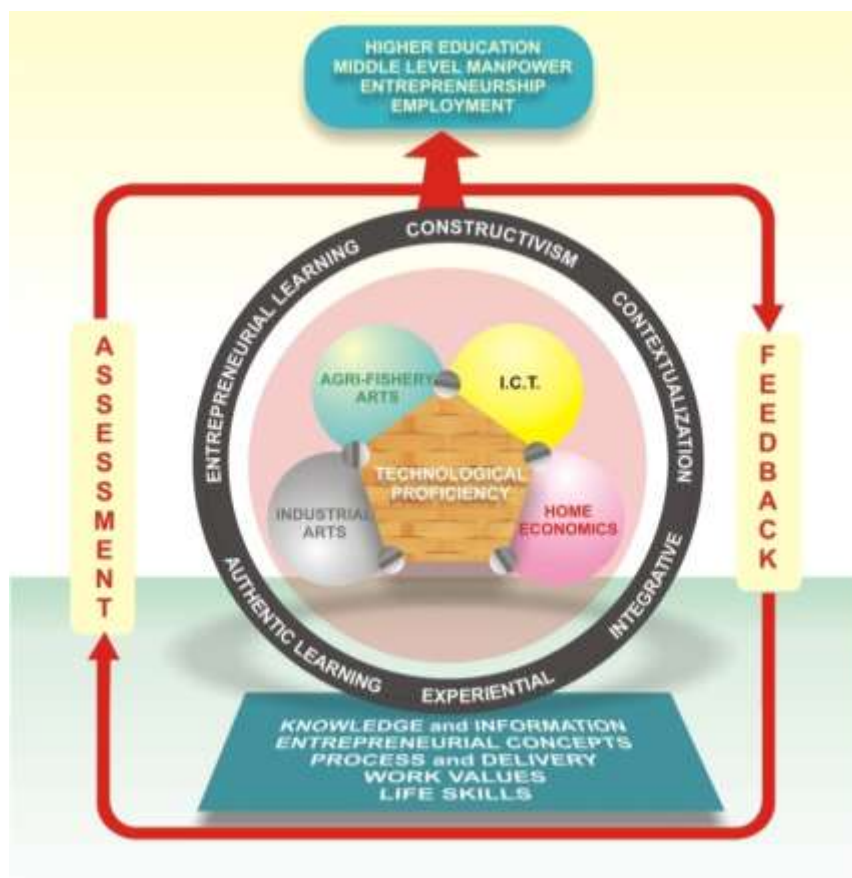 HIGHER EDUCATION
MIDDLE LEVEL MANPOWER
ENTREPRENEURSHIP
EMPLOYMENT
CONSTRUCTIVISM
ENTREPRENEURIAL LEARNING
CONTEXTUALIZATION
ASSESSMENT
FEEDBACK
AGRI-FISHERY
ARTS
I.C.T.
TECHNOLOGICAL
PROFICIENCY
INDUSTRIAL
ARTS
HOME
ECONOMICS
AUTHENTIC LEARNING
EXPERIENTIAL
INTEGRATIVE
KNOWLEDGE and INFORMATION
ENTREPRENEURIAL CONCEPTS
PROCESS and DELIVERY
WORK VALUES
LIFE SKILLS